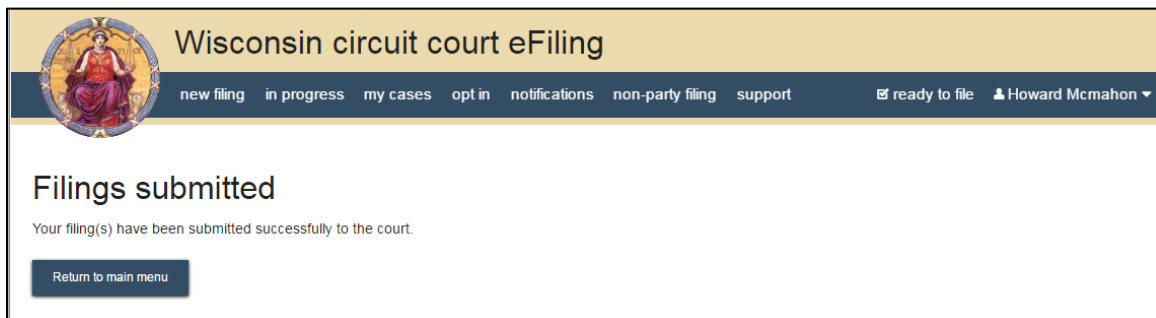 Wisconsin circuit court eFiling
new filing in progress my cases opt in notifications non-party filing support ready to file Howard Mcmahon
Filings submitted
Your filing(s) have been submitted successfully to the court.
Return to main menu